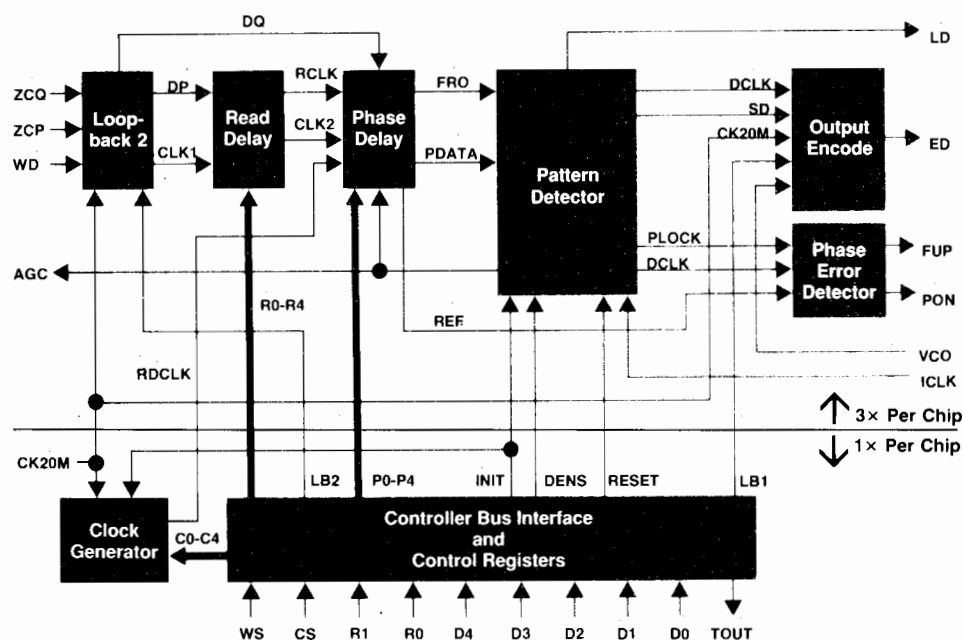 DQ
LD
ZCQ
ZCP
WD
Loop-
back 2
DP
CLK1
Read
Delay
RCLK
CLK2
Phase
Delay
FRO
PDATA
Pattern
Detector
DCLK
SD
CK20M
Output
Encode
ED
PLOCK
DCLK
Phase
Error
Detector
FUP
PON
AGC
R0-R4
REF
RDCLK
VCO
ICLK
3× Per Chip
1× Per Chip
CK20M
LB2
P0-P4
INIT
DENS
RESET
LB1
Clock
Generator
C0-C4
Controller Bus Interface
and
Control Registers
WS
CS
R1
R0
D4
D3
D2
D1
D0
TOUT